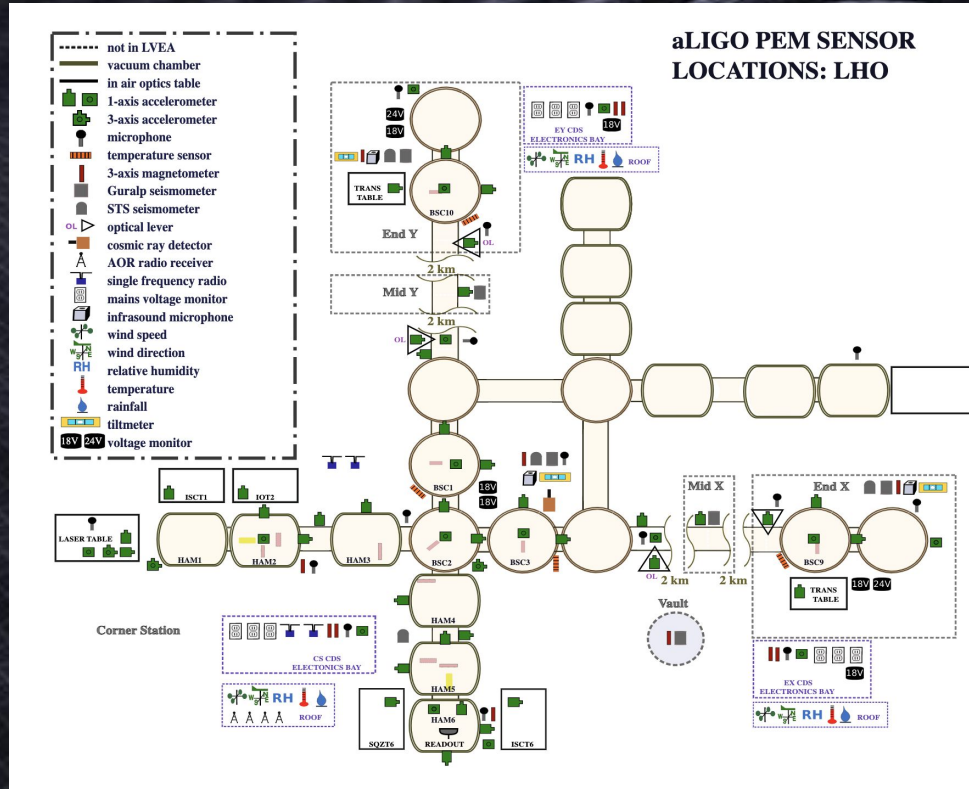 aLIGO PEM SENSOR
LOCATIONS: LHO
not in LVEA
vacuum chamber
in air optics table
1-axis accelerometer
3-axis accelerometer
microphone
temperature sensor
3-axis magnetometer
Guralp seismometer
STS seismometer
OL optical lever
cosmic ray detector
AOR radio receiver
single frequency radio
mains voltage monitor
infrasound microphone
wind speed
W N S E wind direction
RH relative humidity
temperature
rainfall
tiltmeter
18V 24V voltage monitor
24V
18V
TRANS
TABLE
BSC10
End Y
OL
2 km
Mid Y
2 km
OL
18V
EY CDS
ELECTRONICS BAY
RH ROOF
BSC1
18V
18V
ISCT1
IOT2
LASER TABLE
HAM1
HAM2
HAM3
BSC2
BSC3
OL
2 km
Mid X
2 km
End X
BSC9
TRANS
TABLE
18V 24V
Vault
HAM4
HAM5
HAM6
READOUT
SQZT6
ISCT6
Corner Station
CS CDS
ELECTONICS BAY
RH
ROOF
18V
EX CDS
ELECTRONICS BAY
RH ROOF